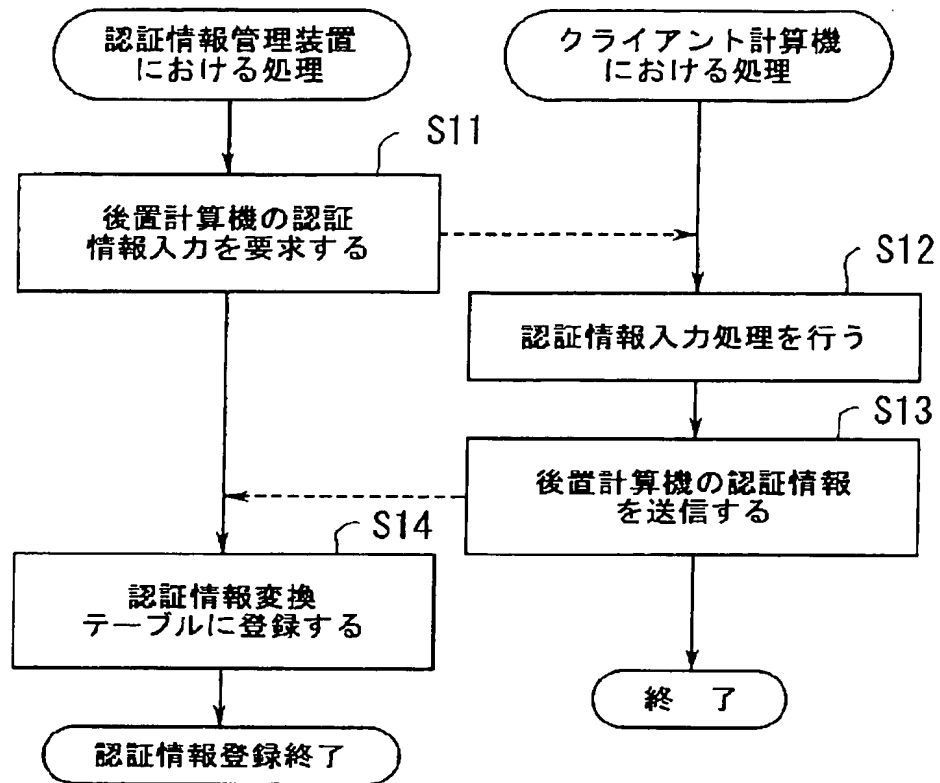 認証情報管理装置
における処理
クライアント計算機
における処理
S11
後置計算機の認証
情報入力を要求する
S12
認証情報入力処理を行う
S13
後置計算機の認証情報
を送信する
S14
認証情報変換
テーブルに登録する
終 了
認証情報登録終了